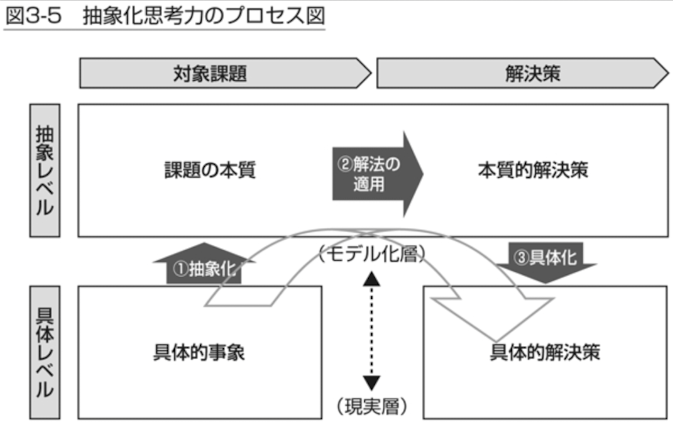 図3-5 抽象化思考力のプロセス図
対象課題
解決策
抽象レベル
課題の本質
②解法の
適用
本質的解決策
①抽象化
(モデル化層)
③具体化
具体レベル
具体的事象
具体的解決策
(現実層)